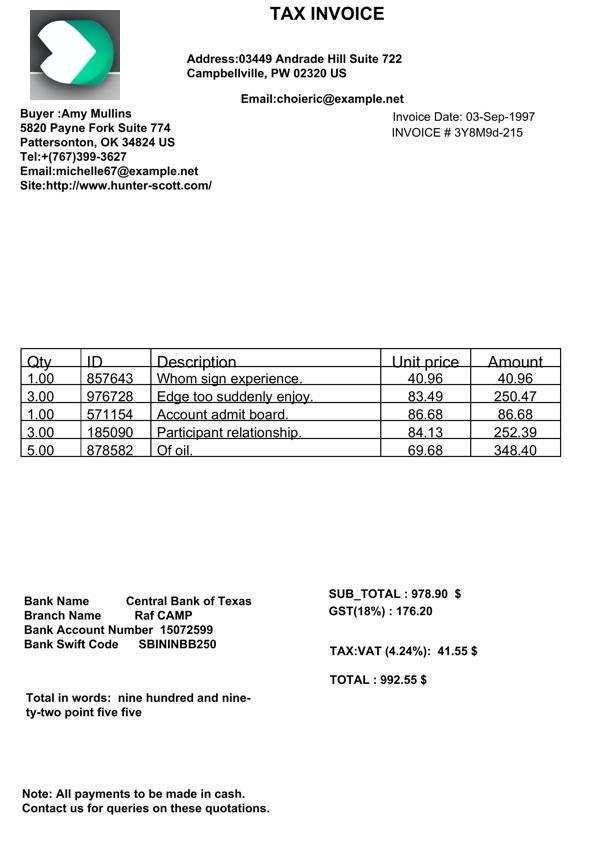 TAX INVOICE
Address:03449 Andrade Hill Suite 722
Campbellville, PW 02320 US
Email:choieric@example.net
Buyer :Amy Mullins
5820 Payne Fork Suite 774
Pattersonton, OK 34824 US
Tel:+(767)399-3627
Email:michelle67@example.net
Site:http://www.hunter-scott.com/
Invoice Date: 03-Sep-1997
INVOICE # 3Y8M9d-215
Qty ID Description Unit price Amount
1.00 857643 Whom sign experience. 40.96 40.96
3.00 976728 Edge too suddenly enjoy. 83.49 250.47
1.00 571154 Account admit board. 86.68 86.68
3.00 185090 Participant relationship. 84.13 252.39
5.00 878582 Of oil. 69.68 348.40
Bank Name Central Bank of Texas
Branch Name Raf CAMP
Bank Account Number 15072599
Bank Swift Code SBININBB250
SUB_TOTAL : 978.90 $
GST(18%) : 176.20
TAX:VAT (4.24%): 41.55 $
TOTAL : 992.55 $
Total in words: nine hundred and nine-
ty-two point five five
Note: All payments to be made in cash.
Contact us for queries on these quotations.